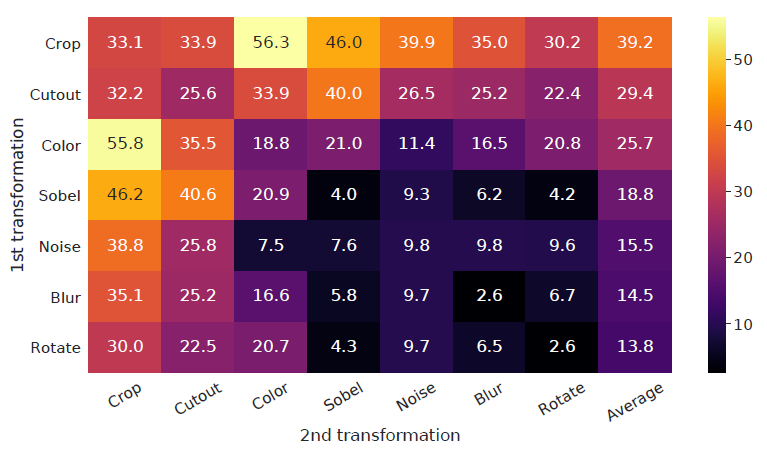 Crop 33.1 33.9 56.3 46.0 39.9 35.0 30.2 39.2
Cutout 32.2 25.6 33.9 40.0 26.5 25.2 22.4 29.4
Color 55.8 35.5 18.8 21.0 11.4 16.5 20.8 25.7
Sobel 46.2 40.6 20.9 4.0 9.3 6.2 4.2 18.8
Noise 38.8 25.8 7.5 7.6 9.8 9.8 9.6 15.5
Blur 35.1 25.2 16.6 5.8 9.7 2.6 6.7 14.5
Rotate 30.0 22.5 20.7 4.3 9.7 6.5 2.6 13.8
Crop Cutout Color Sobel Noise Blur Rotate Average
2nd transformation
1st transformation
50
40
30
20
10